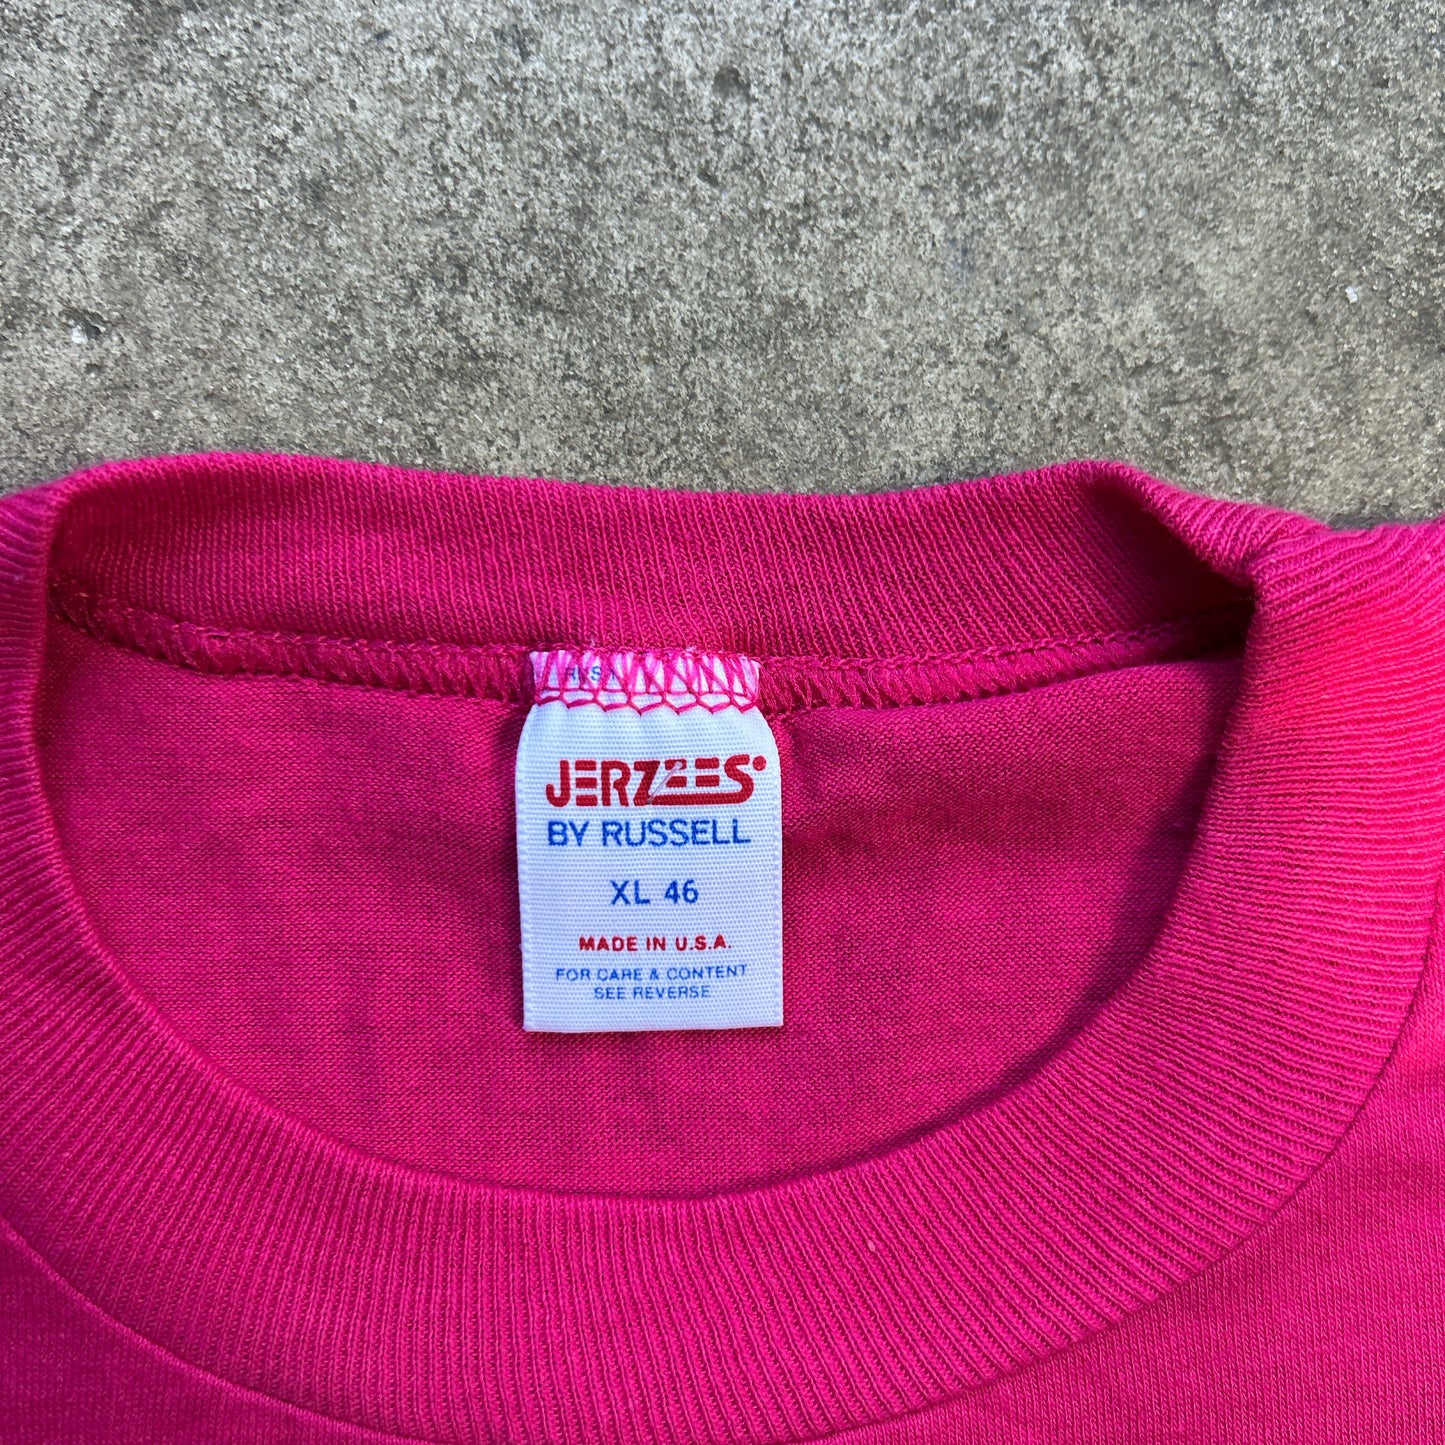 JERZEES
BY RUSSELL
XL 46
MADE IN U.S.A.
FOR CARE & CONTENT
SEE REVERSE